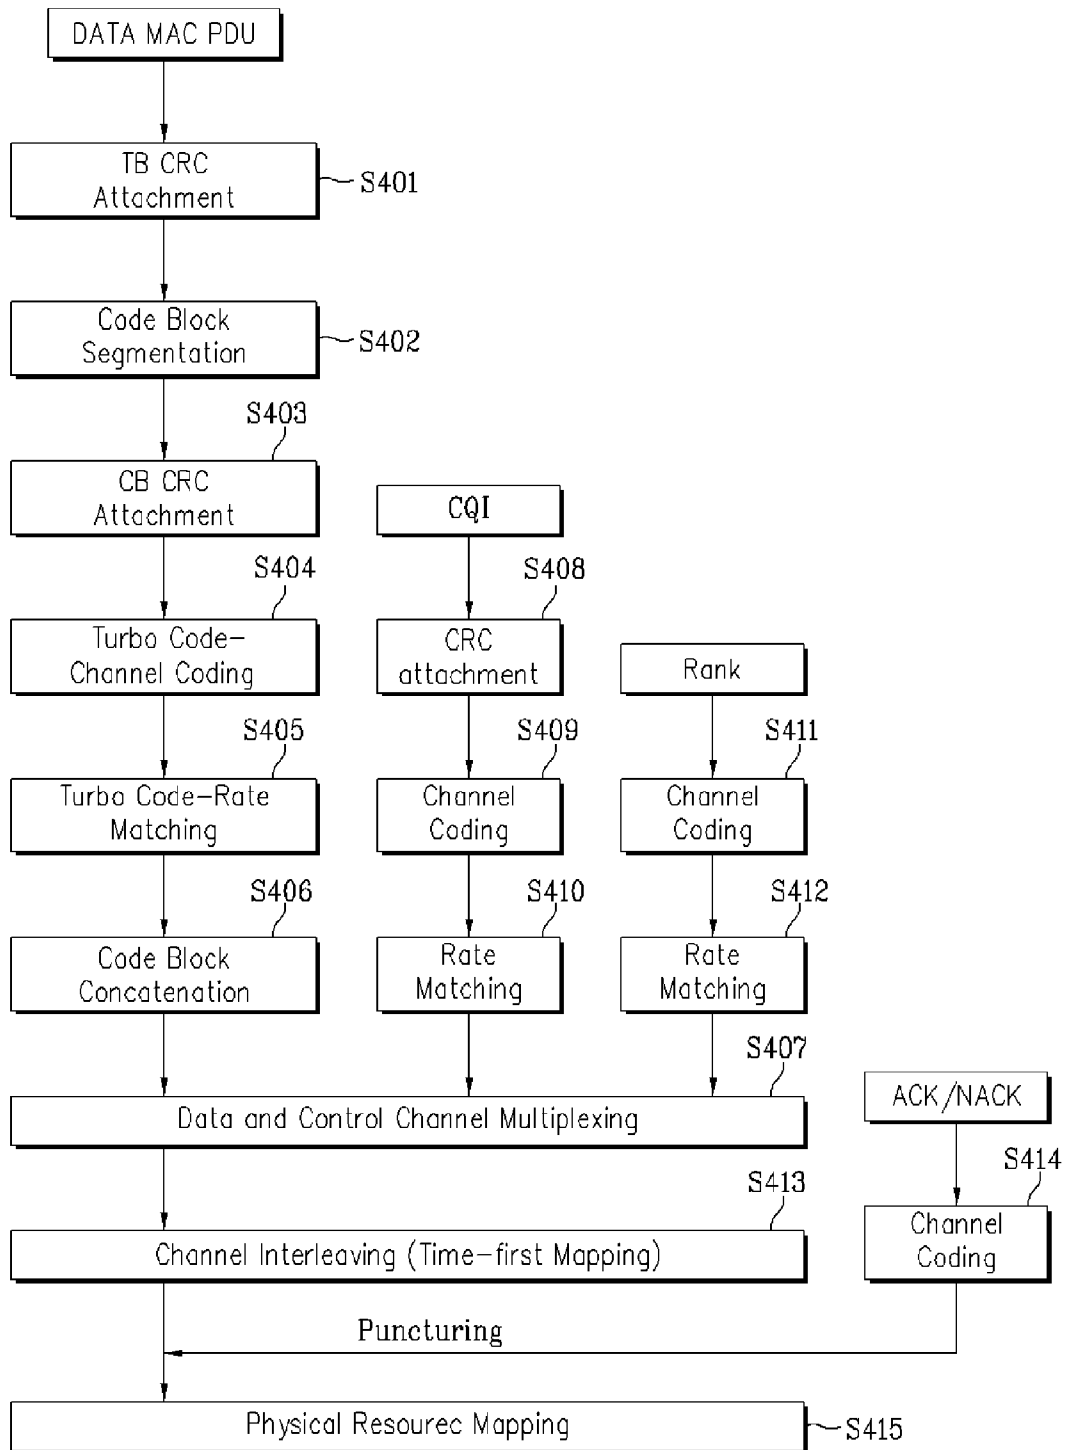 DATA MAC PDU
TB CRC
Attachment
S401
Code Block
Segmentation
S402
S403
CB CRC
Attachment
CQI
S404
S408
Turbo Code-
Channel Coding
CRC
attachment
Rank
S405
S409
S411
Turbo Code-Rate
Matching
Channel
Coding
Channel
Coding
S406
S410
S412
Code Block
Concatenation
Rate
Matching
Rate
Matching
S407
Data and Control Channel Multiplexing
ACK/NACK
S413
S414
Channel Interleaving (Time-first Mapping)
Channel
Coding
Puncturing
Physical Resourec Mapping
S415